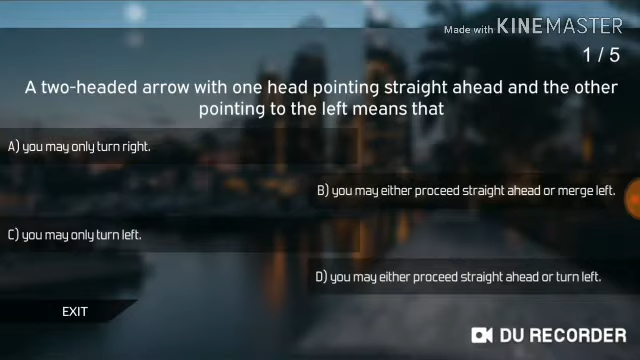 Made with KINEMASTER
1 / 5
A two-headed arrow with one head pointing straight ahead and the other
pointing to the left means that
A) you may only turn right.
B) you may either proceed straight ahead or merge left.
C) you may only turn left.
D) you may either proceed straight ahead or turn left.
EXIT
DU RECORDER